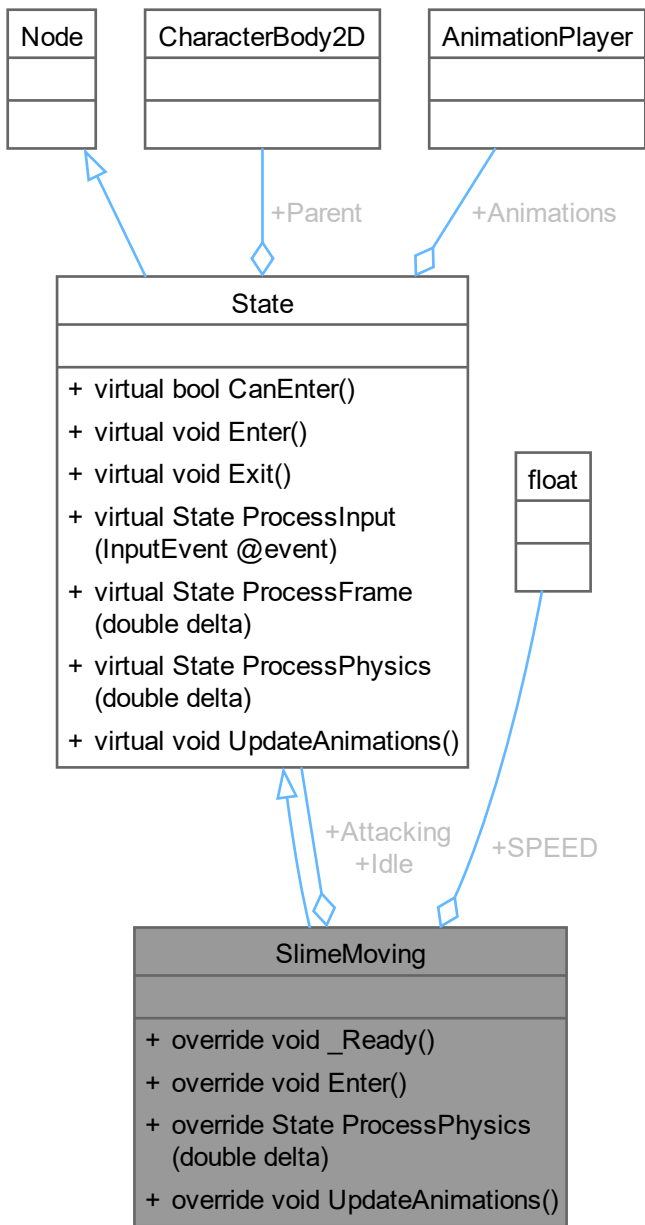 Node
CharacterBody2D
AnimationPlayer
+Parent
+Animations
State
+ virtual bool CanEnter()
+ virtual void Enter()
+ virtual void Exit()
+ virtual State ProcessInput
(InputEvent @event)
+ virtual State ProcessFrame
(double delta)
+ virtual State ProcessPhysics
(double delta)
+ virtual void UpdateAnimations()
float
+Attacking
+Idle
+SPEED
SlimeMoving
+ override void _Ready()
+ override void Enter()
+ override State ProcessPhysics
(double delta)
+ override void UpdateAnimations()